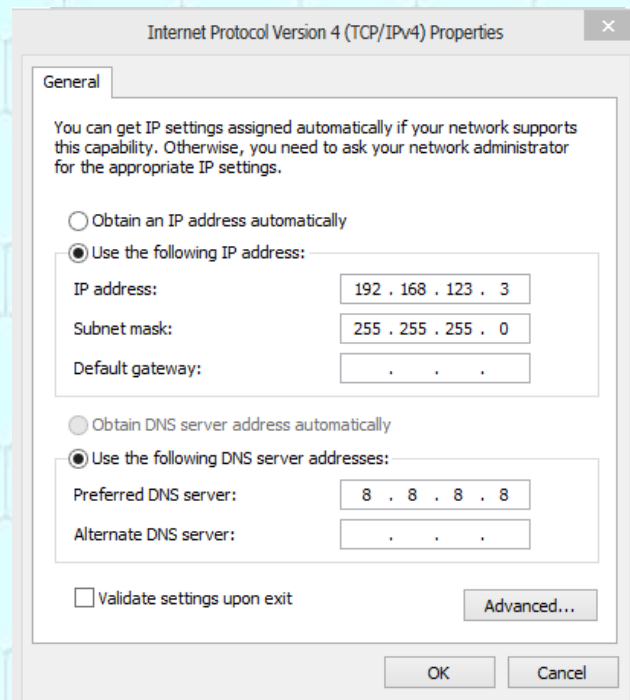 Internet Protocol Version 4 (TCP/IPv4) Properties
General
You can get IP settings assigned automatically if your network supports
this capability. Otherwise, you need to ask your network administrator
for the appropriate IP settings.
Obtain an IP address automatically
Use the following IP address:
IP address: 192 . 168 . 123 . 3
Subnet mask: 255 . 255 . 255 . 0
Default gateway: . . .
Obtain DNS server address automatically
Use the following DNS server addresses:
Preferred DNS server: 8 . 8 . 8 . 8
Alternate DNS server: . . .
Validate settings upon exit
Advanced...
OK Cancel